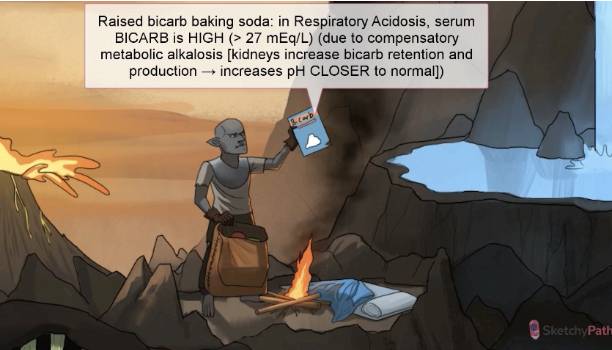 Raised bicarb baking soda: in Respiratory Acidosis, serum
BICARB is HIGH (> 27 mEq/L) (due to compensatory
metabolic alkalosis [kidneys increase bicarb retention and
production → increases pH CLOSER to normal])
Bicarb
SketchyPath